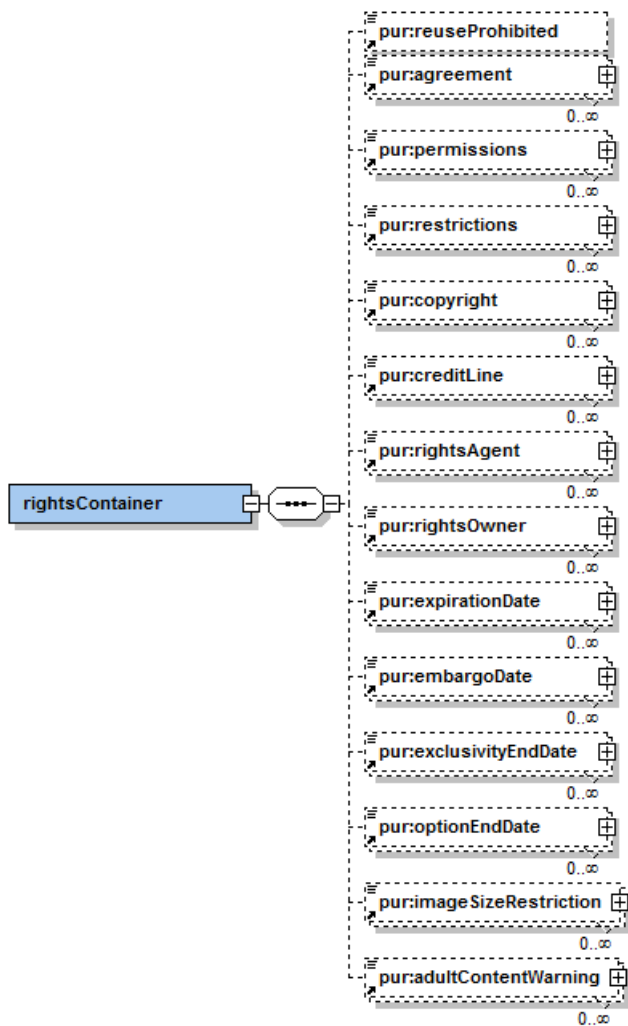 pur:reuseProhibited
pur:agreement
0..∞
pur:permissions
0..∞
pur:restrictions
0..∞
pur:copyright
0..∞
pur:creditLine
0..∞
pur:rightsAgent
0..∞
rightsContainer
pur:rightsOwner
0..∞
pur:expirationDate
0..∞
pur:embargoDate
0..∞
pur:exclusivityEndDate
0..∞
pur:optionEndDate
0..∞
pur:imageSizeRestriction
0..∞
pur:adultContentWarning
0..∞